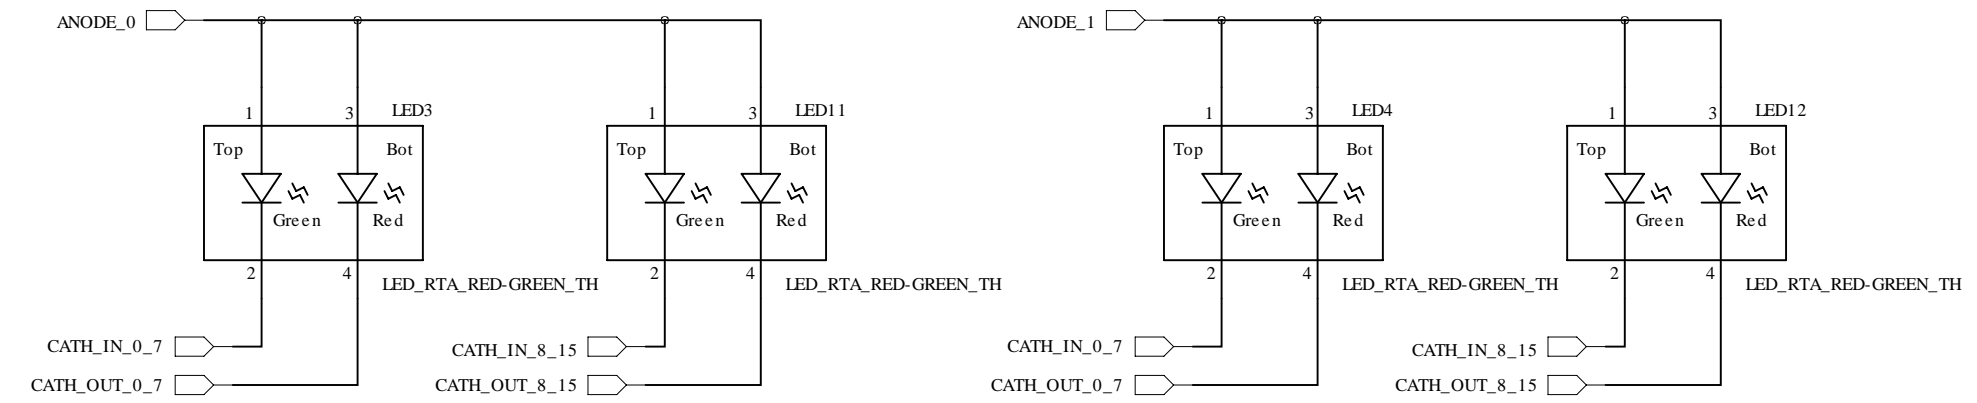 ANODE_0
ANODE_1
1 3 LED3
1 3 LED11
1 3 LED4
1 3 LED12
Top Bot
Top Bot
Top Bot
Top Bot
Green Red
Green Red
Green Red
Green Red
2 4 LED_RTA_RED-GREEN_TH
2 4 LED_RTA_RED-GREEN_TH
2 4 LED_RTA_RED-GREEN_TH
2 4 LED_RTA_RED-GREEN_TH
CATH_IN_0_7
CATH_IN_8_15
CATH_IN_0_7
CATH_IN_8_15
CATH_OUT_0_7
CATH_OUT_8_15
CATH_OUT_0_7
CATH_OUT_8_15